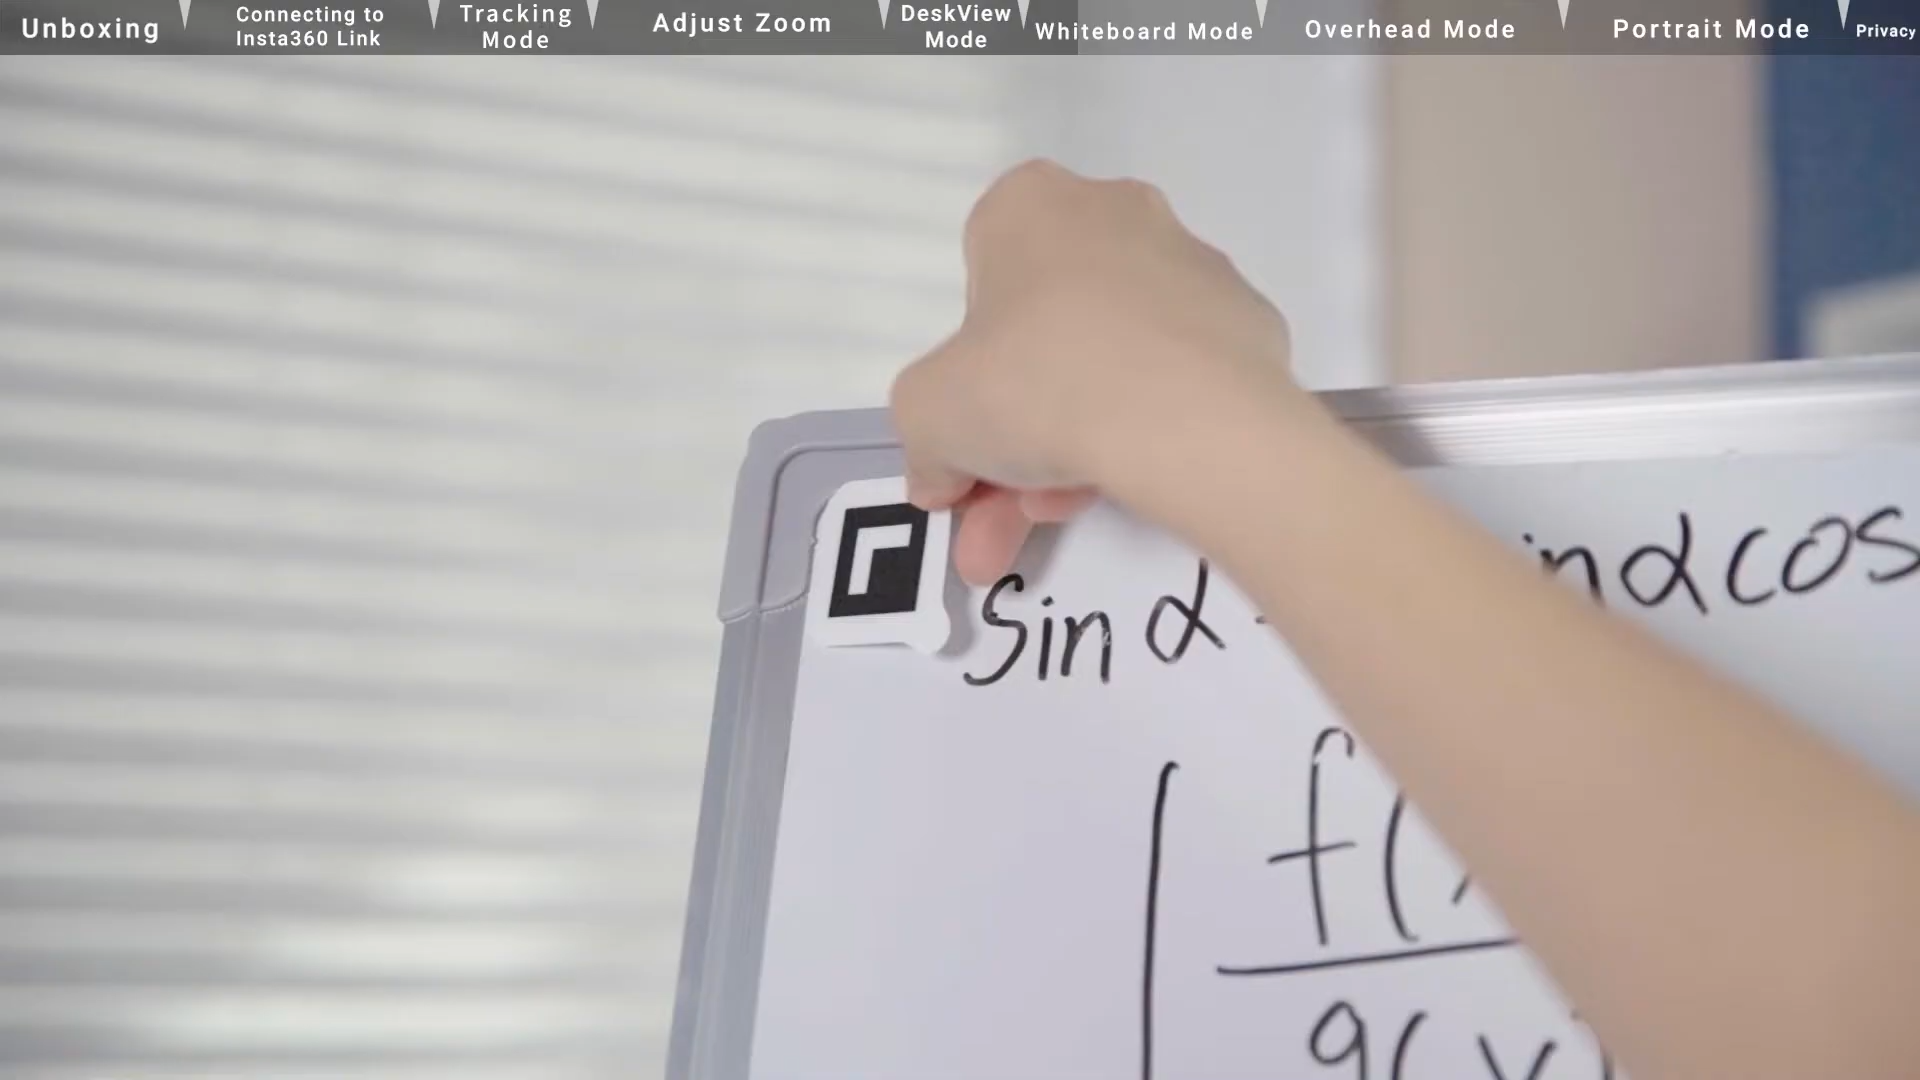 Unboxing
Connecting to
Insta360 Link
Tracking
Mode
Adjust Zoom
DeskView
Mode
Whiteboard Mode
Overhead Mode
Portrait Mode
Privacy
Sin α
α cos
f(
g(